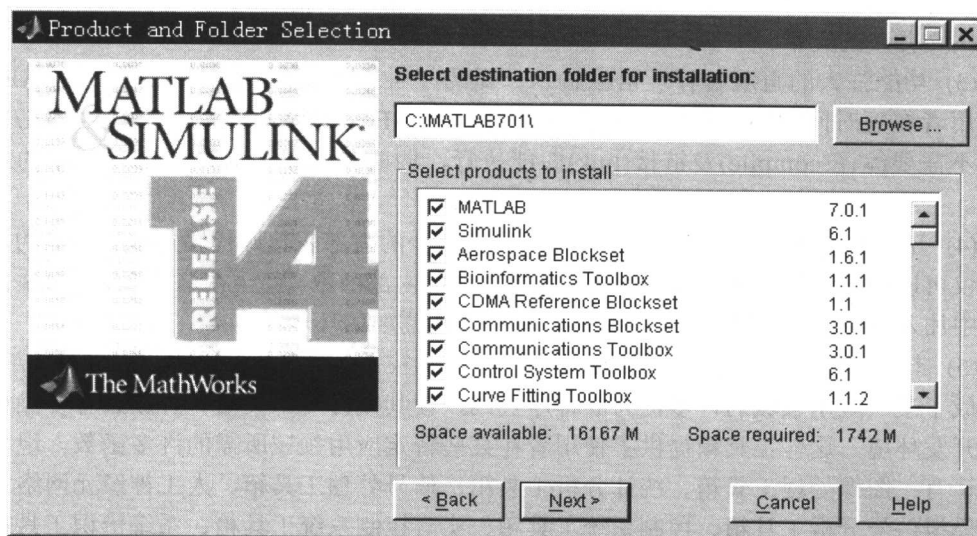 Product and Folder Selection
MATLAB
& SIMULINK
RELEASE
14
The MathWorks
Select destination folder for installation:
C:\MATLAB701\
Browse ...
Select products to install
MATLAB 7.0.1
Simulink 6.1
Aerospace Blockset 1.6.1
Bioinformatics Toolbox 1.1.1
CDMA Reference Blockset 1.1
Communications Blockset 3.0.1
Communications Toolbox 3.0.1
Control System Toolbox 6.1
Curve Fitting Toolbox 1.1.2
Space available: 16167 M Space required: 1742 M
< Back
Next >
Cancel
Help